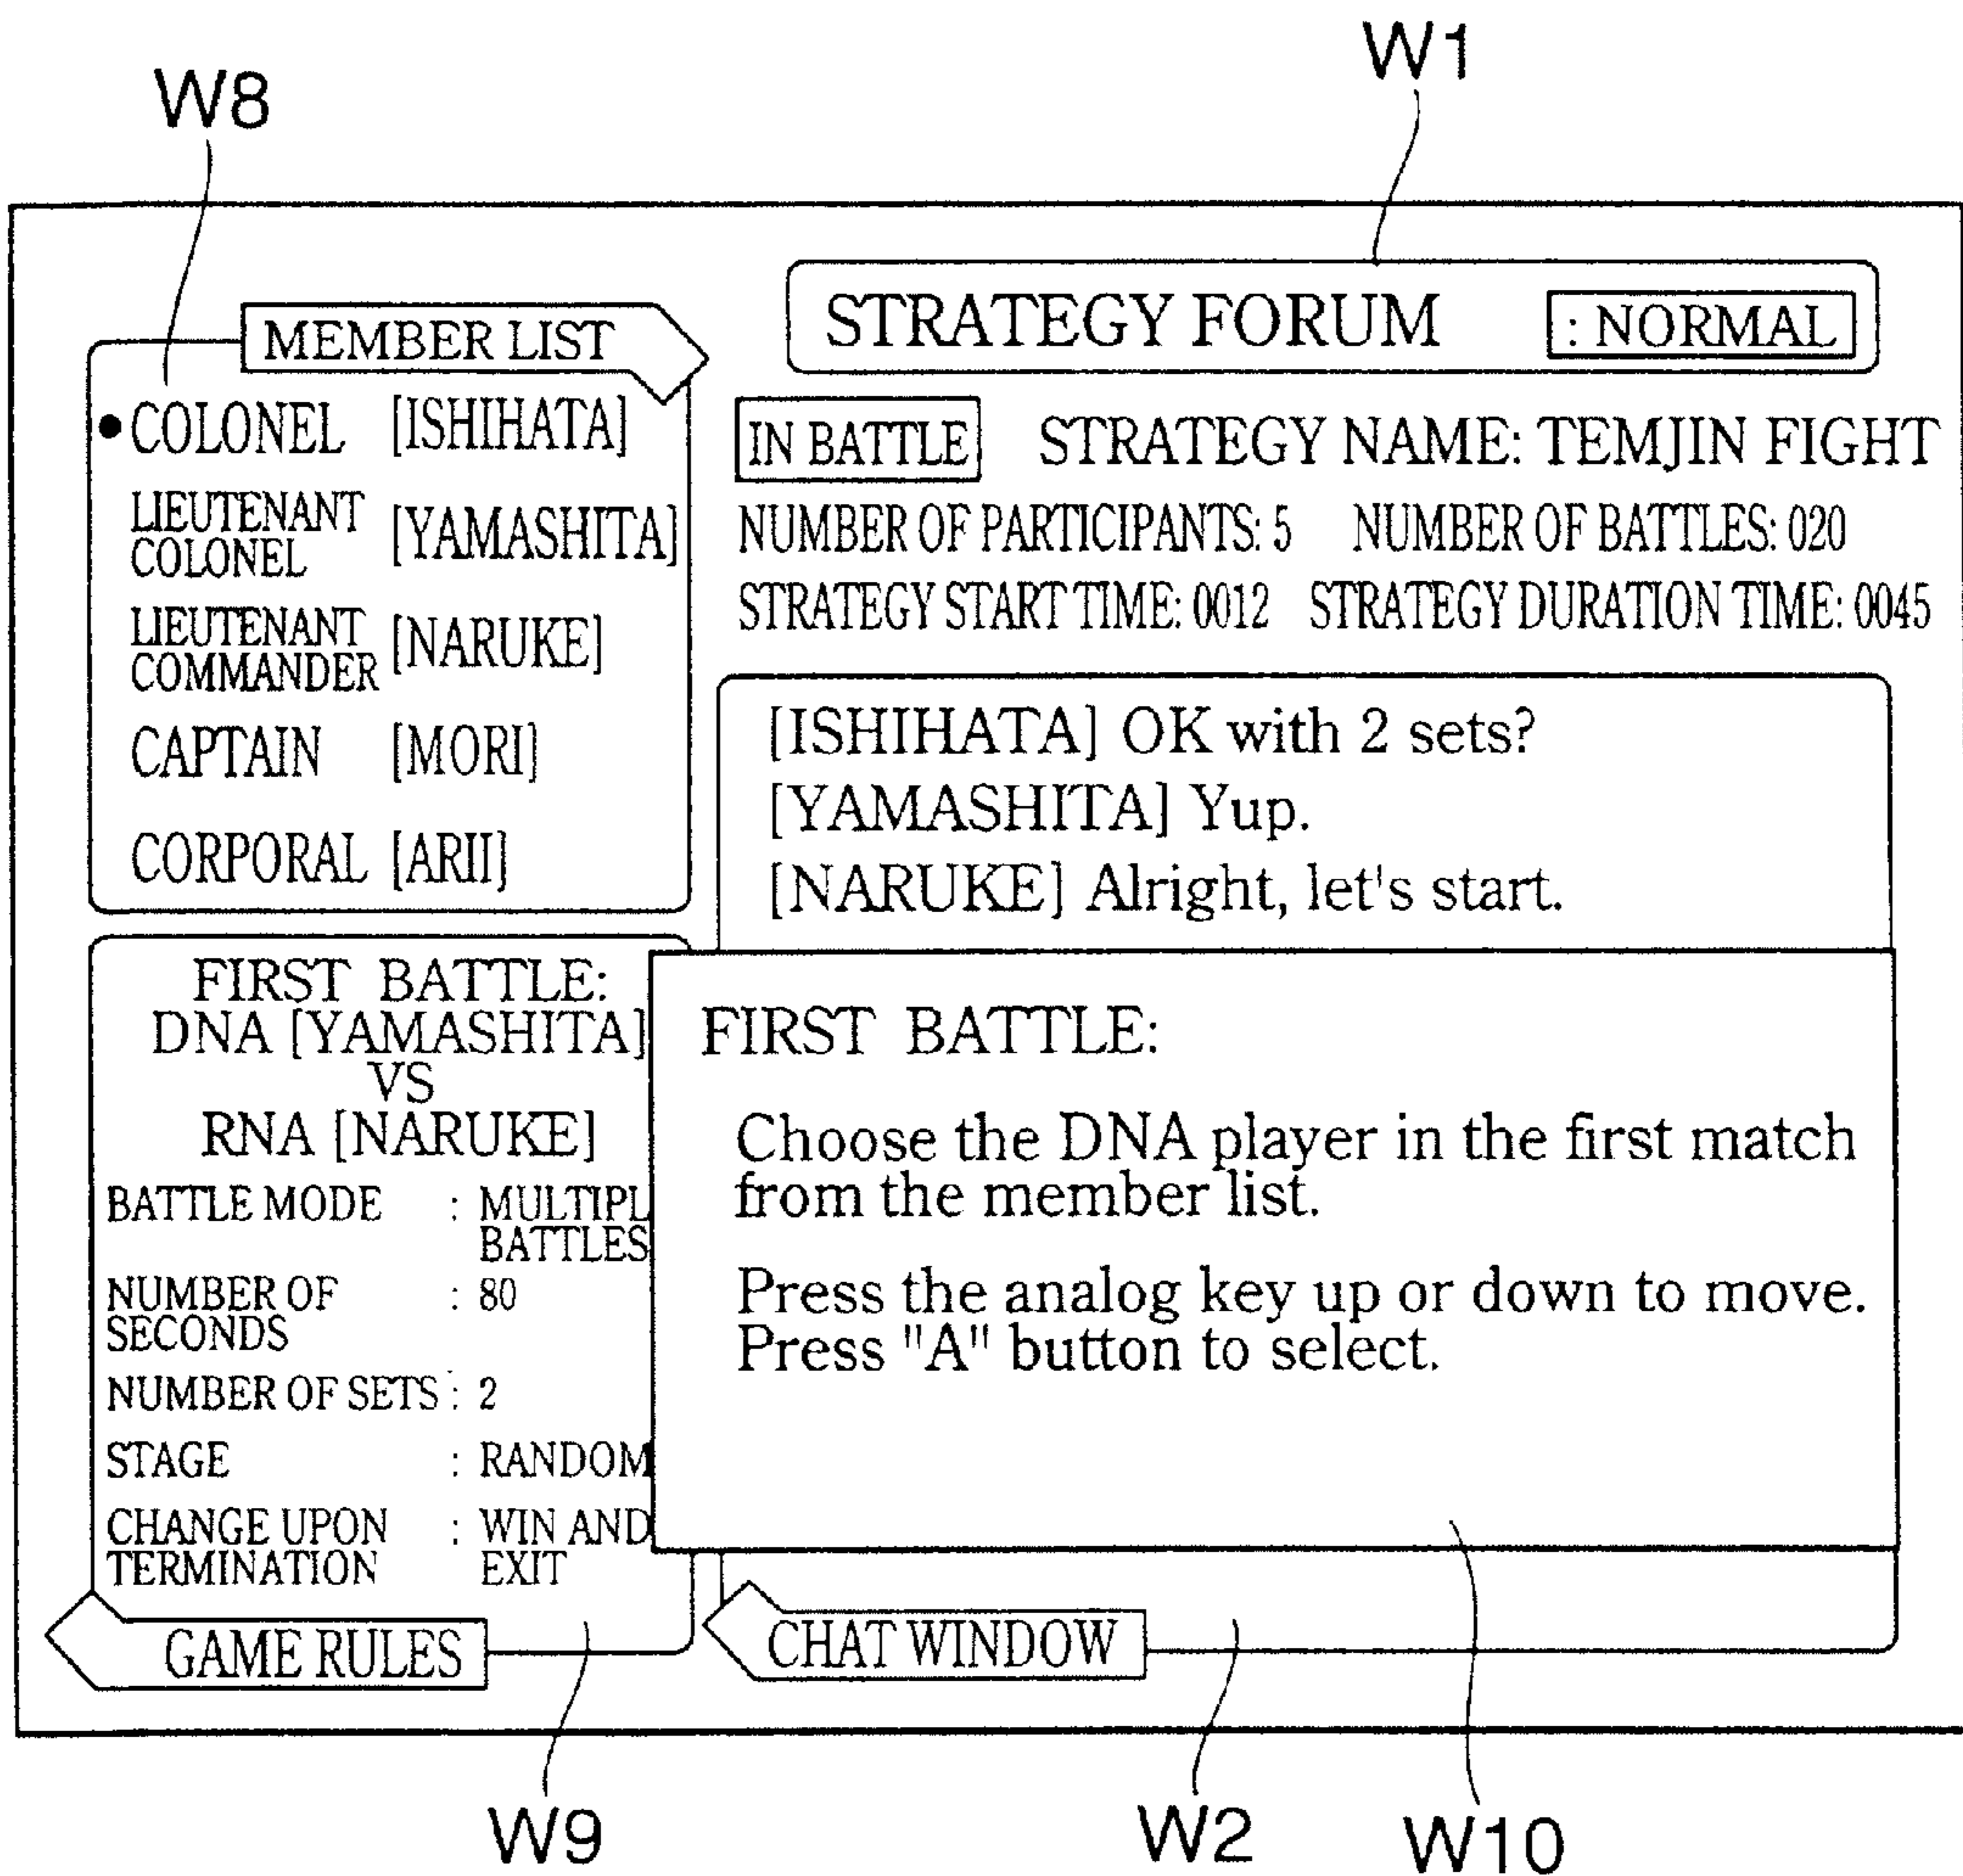 W1
W8
STRATEGY FORUM : NORMAL
MEMBER LIST
• COLONEL [ISHIHATA]
LIEUTENANT
COLONEL [YAMASHITA]
LIEUTENANT
COMMANDER [NARUKE]
CAPTAIN [MORI]
CORPORAL [ARII]
IN BATTLE STRATEGY NAME: TEMJIN FIGHT
NUMBER OF PARTICIPANTS: 5 NUMBER OF BATTLES: 020
STRATEGY START TIME: 0012 STRATEGY DURATION TIME: 0045
[ISHIHATA] OK with 2 sets?
[YAMASHITA] Yup.
[NARUKE] Alright, let's start.
FIRST BATTLE:
DNA [YAMASHITA]
VS
RNA [NARUKE]
BATTLE MODE : MULTIPL
BATTLES
NUMBER OF : 80
SECONDS
NUMBER OF SETS : 2
STAGE : RANDOM
CHANGE UPON : WIN AND
TERMINATION EXIT
GAME RULES
FIRST BATTLE:
Choose the DNA player in the first match
from the member list.
Press the analog key up or down to move.
Press "A" button to select.
CHAT WINDOW
W9
W2
W10